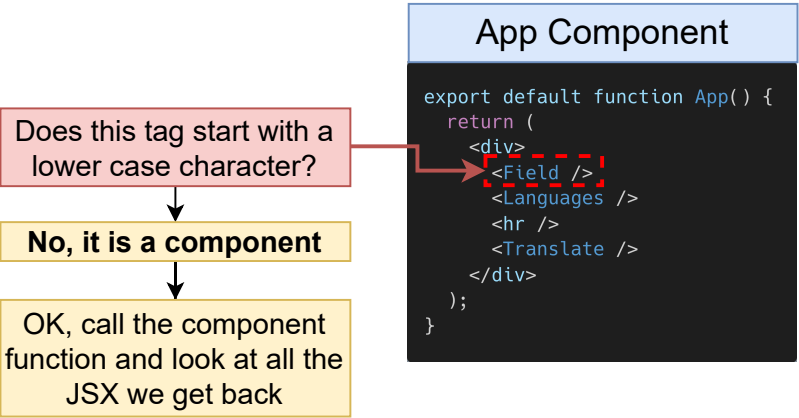 App Component
export default function App() {
return (
<div>
<Field />
<Languages />
<hr />
<Translate />
</div>
);
}
Does this tag start with a
lower case character?
No, it is a component
OK, call the component
function and look at all the
JSX we get back